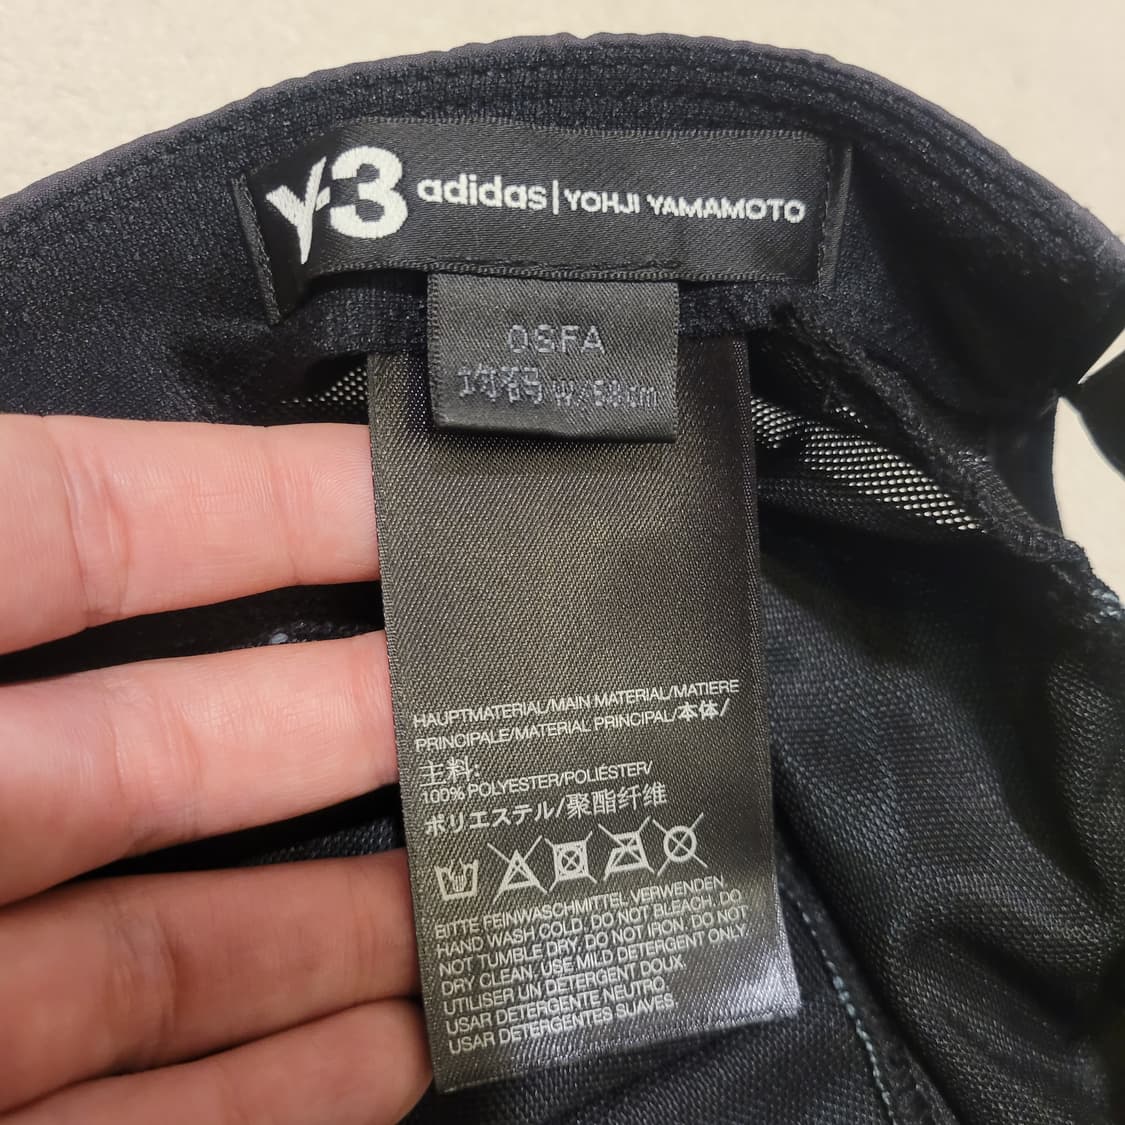 Y-3 adidas | YOHJI YAMAMOTO
OSFA
W/58cm
HAUPTMATERIAL/MAIN MATERIAL/MATIERE
PRINCIPALE/MATERIAL PRINCIPAL/本体/
主料:
100% POLYESTER/POLIÉSTER/
ポリエステル/聚酯纤维
BITTE FEINWASCHMITTEL VERWENDEN.
HAND WASH COLD. DO NOT BLEACH. DO
NOT TUMBLE DRY. DO NOT IRON. DO NOT
DRY CLEAN. USE MILD DETERGENT ONLY.
UTILISER UN DETERGENT DOUX.
USAR DETERGENTE NEUTRO.
USAR DETERGENTES SUAVES.